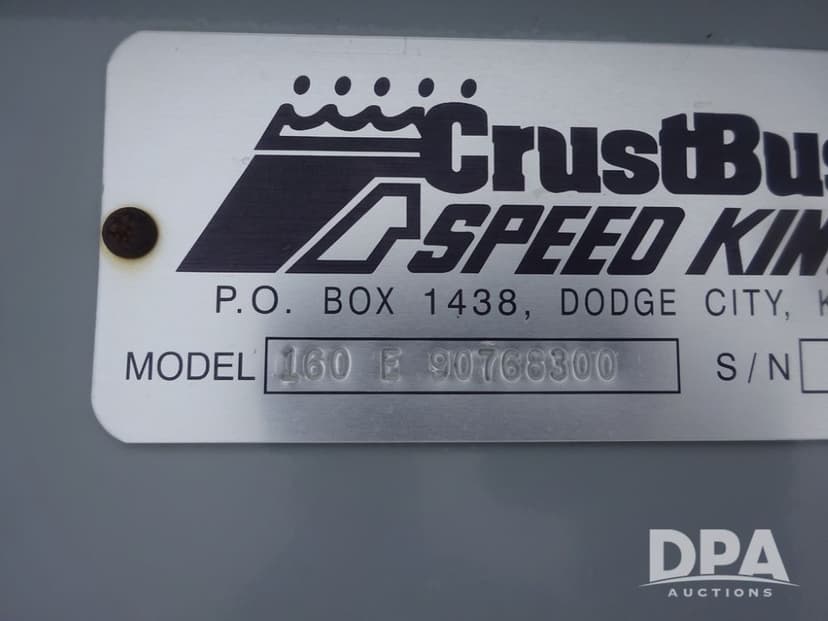 CrustBus
SPEED KIN
P.O. BOX 1438, DODGE CITY, K
MODEL 160 E 90768300 S/N
DPA
AUCTIONS